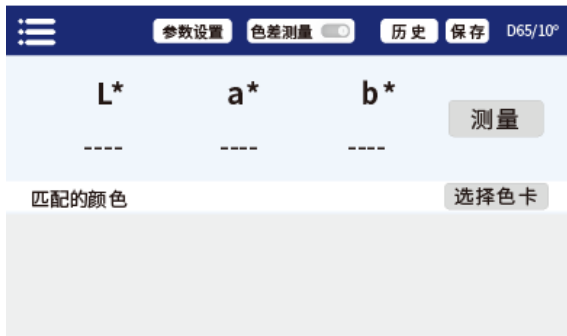 参数设置 色差测量 历史 保存 D65/10°
L* a* b*
测量
---- ---- ----
匹配的颜色 选择色卡